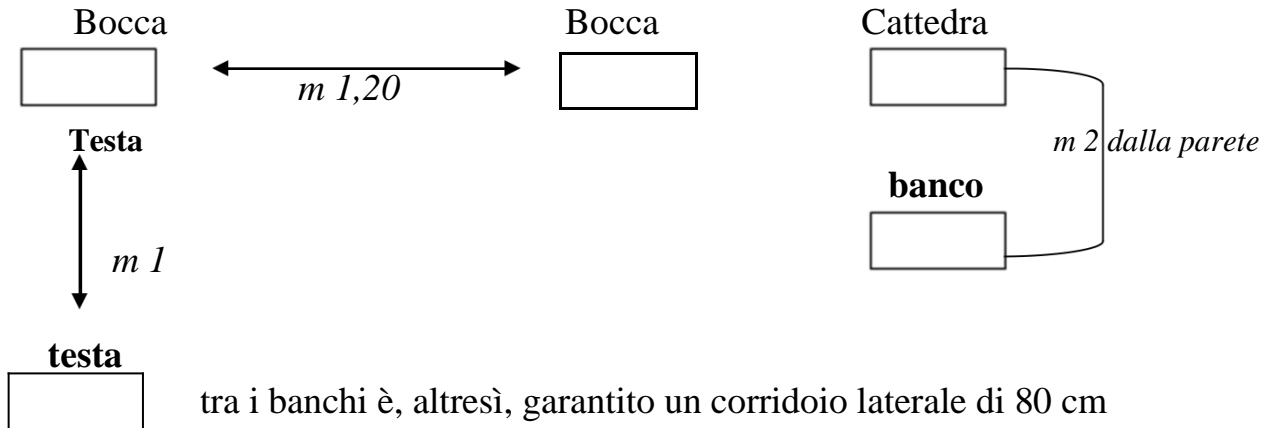 Bocca Bocca Cattedra
m 1,20
Testa m 2 dalla parete
banco
m 1
testa
tra i banchi è, altresì, garantito un corridoio laterale di 80 cm